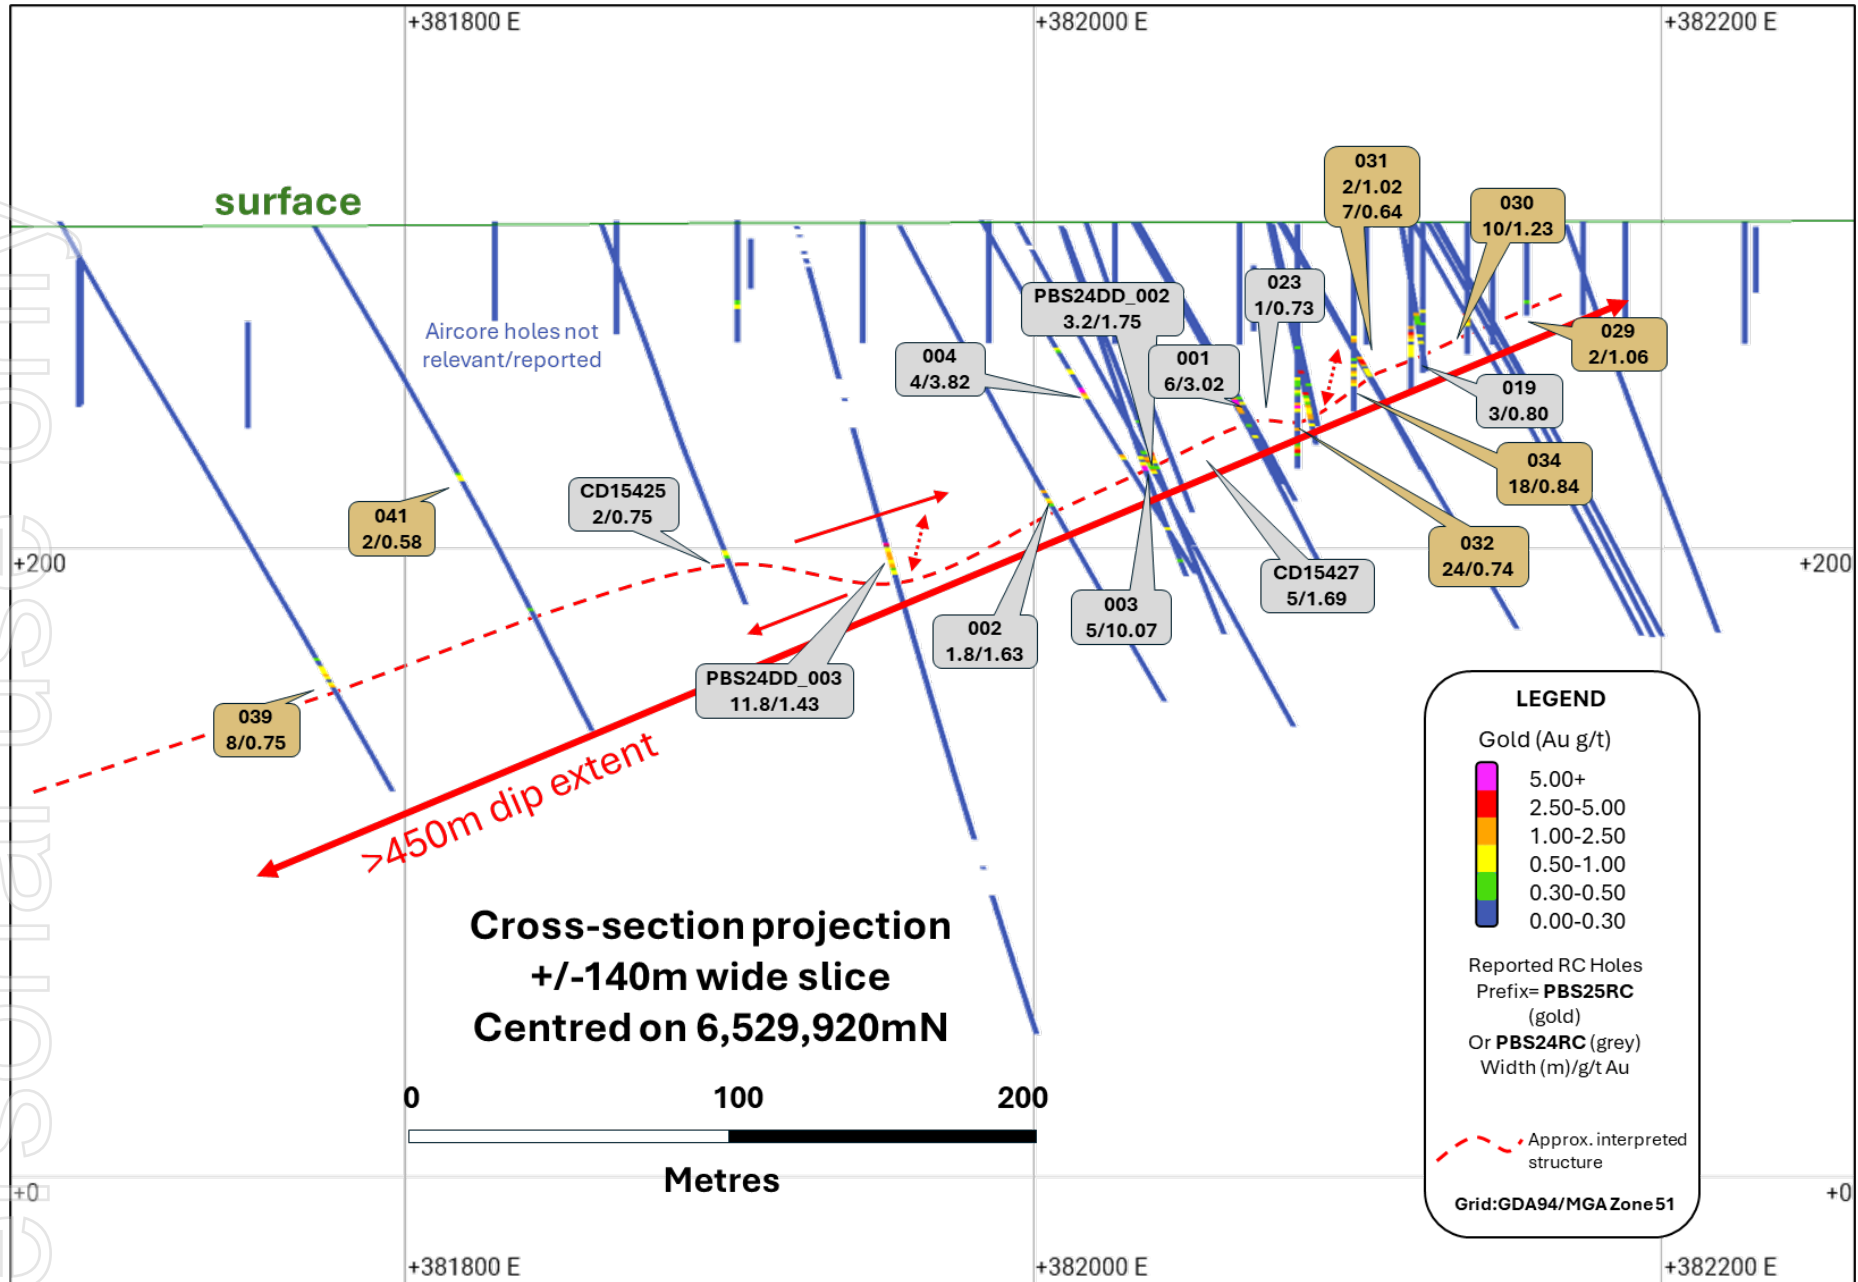 +381800 E
+382000 E
+382200 E
surface
031
2/1.02
7/0.64
030
10/1.23
023
1/0.73
PBS24DD_002
3.2/1.75
Aircore holes not
relevant/reported
004
4/3.82
001
6/3.02
029
2/1.06
019
3/0.80
034
18/0.84
CD15425
2/0.75
041
2/0.58
032
24/0.74
+200
+200
CD15427
5/1.69
003
5/10.07
002
1.8/1.63
PBS24DD_003
11.8/1.43
039
8/0.75
>450m dip extent
Cross-section projection
+/-140m wide slice
Centred on 6,529,920mN
0
100
200
Metres
LEGEND
Gold (Au g/t)
5.00+
2.50-5.00
1.00-2.50
0.50-1.00
0.30-0.50
0.00-0.30
Reported RC Holes
Prefix= PBS25RC
(gold)
Or PBS24RC (grey)
Width (m)/g/t Au
Approx. interpreted
structure
Grid:GDA94/MGA Zone 51
+0
+0
+381800 E
+382000 E
+382200 E
ersonal use only